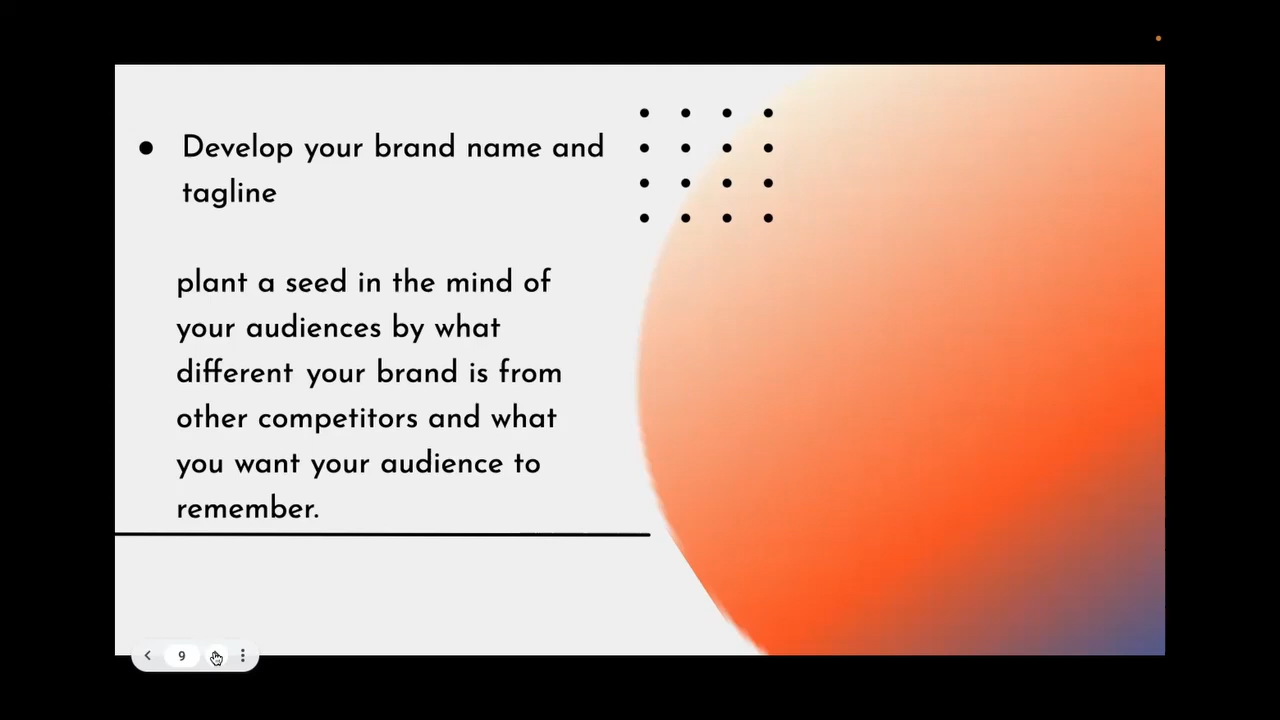 ● Develop your brand name and
tagline
plant a seed in the mind of
your audiences by what
different your brand is from
other competitors and what
you want your audience to
remember.
9